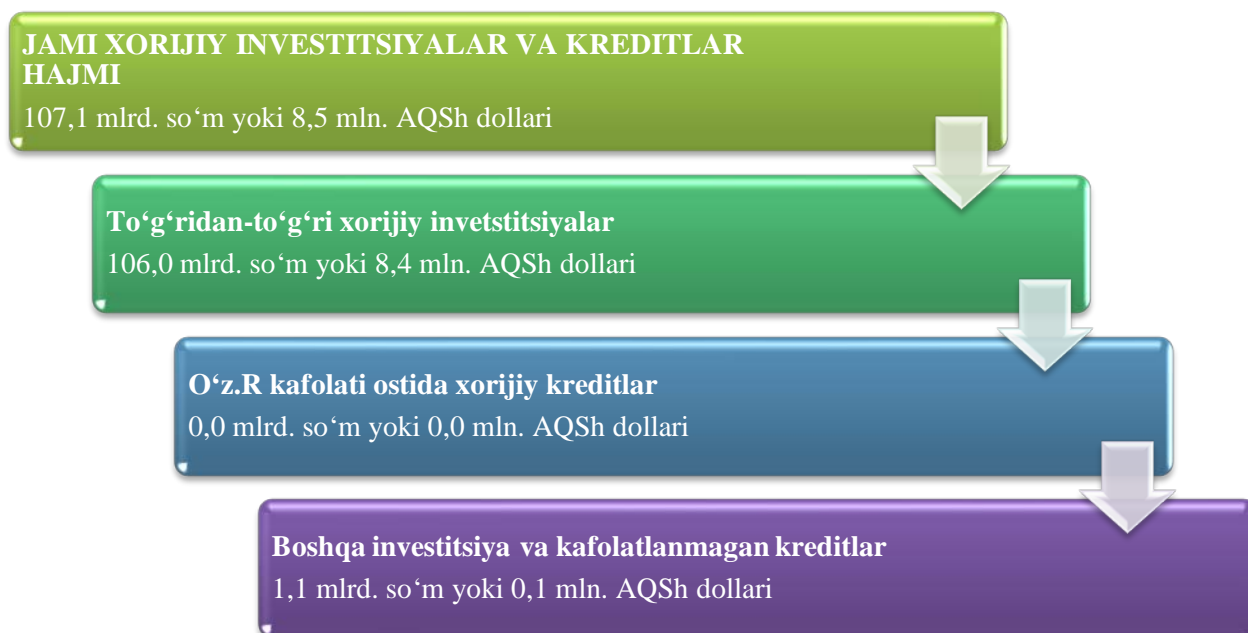 JAMI XORIJIY INVESTITSIYALAR VA KREDITLAR
HAJMI
107,1 mlrd. so‘m yoki 8,5 mln. AQSh dollari
To‘g‘ridan-to‘g‘ri xorijiy invetstitsiyalar
106,0 mlrd. so‘m yoki 8,4 mln. AQSh dollari
O‘z.R kafolati ostida xorijiy kreditlar
0,0 mlrd. so‘m yoki 0,0 mln. AQSh dollari
Boshqa investitsiya va kafolatlanmagan kreditlar
1,1 mlrd. so‘m yoki 0,1 mln. AQSh dollari